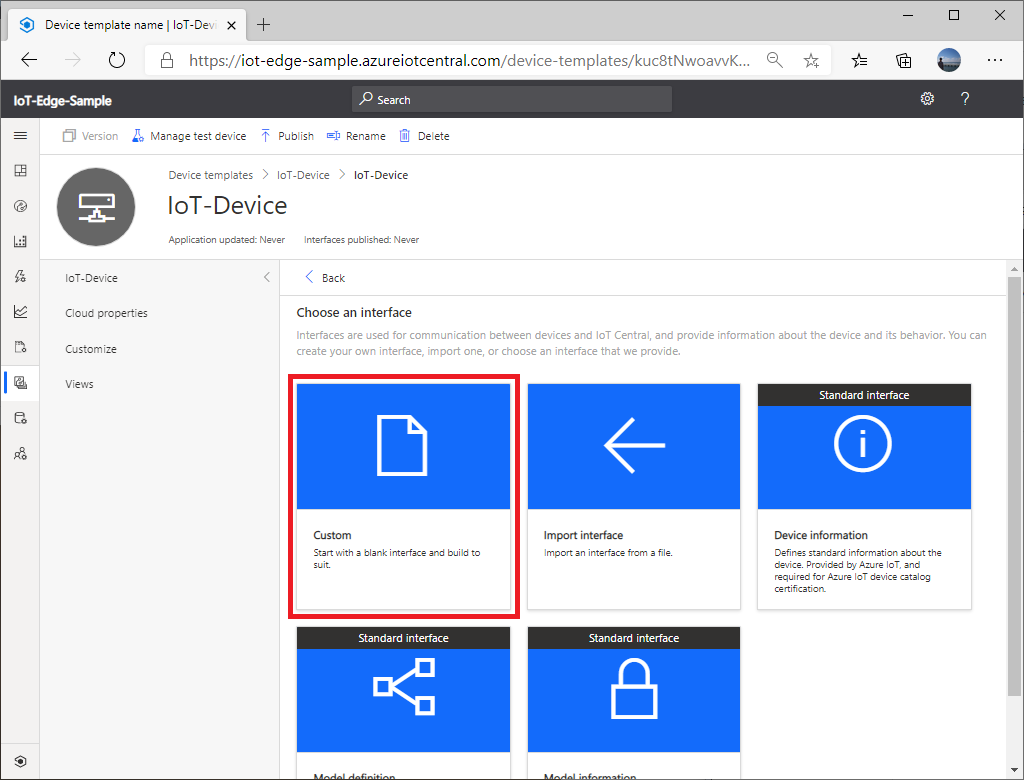 Device template name | IoT-Devi
https://iot-edge-sample.azureiotcentral.com/device-templates/kuc8tNwoavvK...
IoT-Edge-Sample
Search
?
Version
Manage test device
Publish
Rename
Delete
Device templates > IoT-Device > IoT-Device
IoT-Device
Application updated: Never
Interfaces published: Never
IoT-Device
Cloud properties
Customize
Views
Back
Choose an interface
Interfaces are used for communication between devices and IoT Central, and provide information about the device and its behavior. You can
create your own interface, import one, or choose an interface that we provide.
Custom
Start with a blank interface and build to
suit.
Import interface
Import an interface from a file.
Standard interface
Device information
Defines standard information about the
device. Provided by Azure IoT, and
required for Azure IoT device catalog
certification.
Standard interface
Model definition
Standard interface
Model information